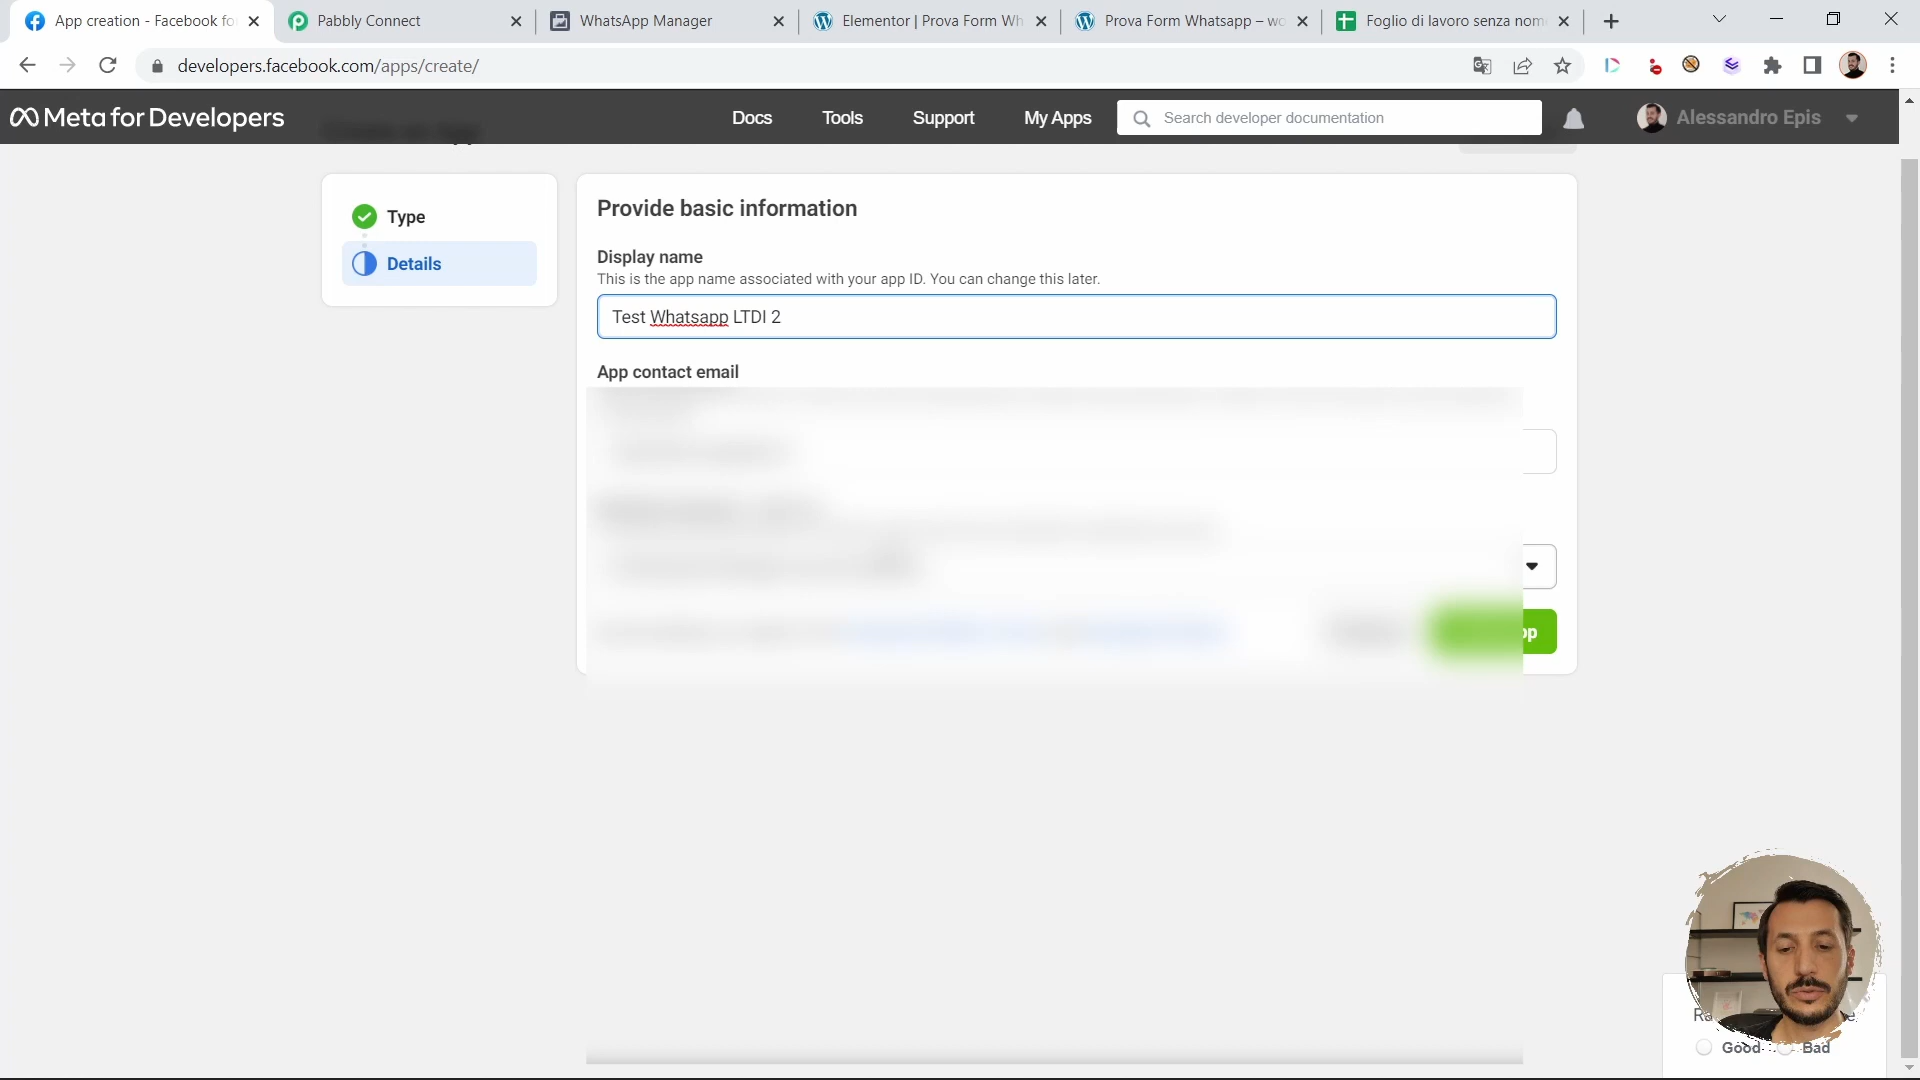 App creation - Facebook fo
Pabbly Connect
WhatsApp Manager
Elementor | Prova Form Wh
Prova Form Whatsapp – wo
Foglio di lavoro senza nom
developers.facebook.com/apps/create/
Meta for Developers
Docs
Tools
Support
My Apps
Search developer documentation
Alessandro Epis
Type
Details
Provide basic information
Display name
This is the app name associated with your app ID. You can change this later.
Test Whatsapp LTDI 2
App contact email
Good
Bad